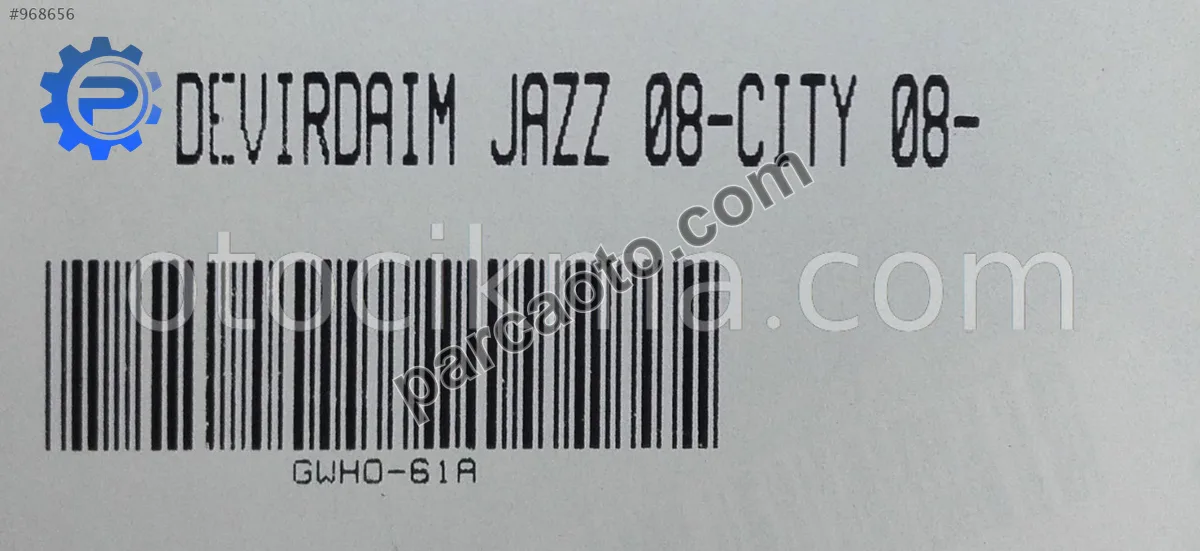 #968656
DEVIRDAIM JAZZ 08-CITY 08-
otocikma.com
parcaoto.com
GWHO-61A